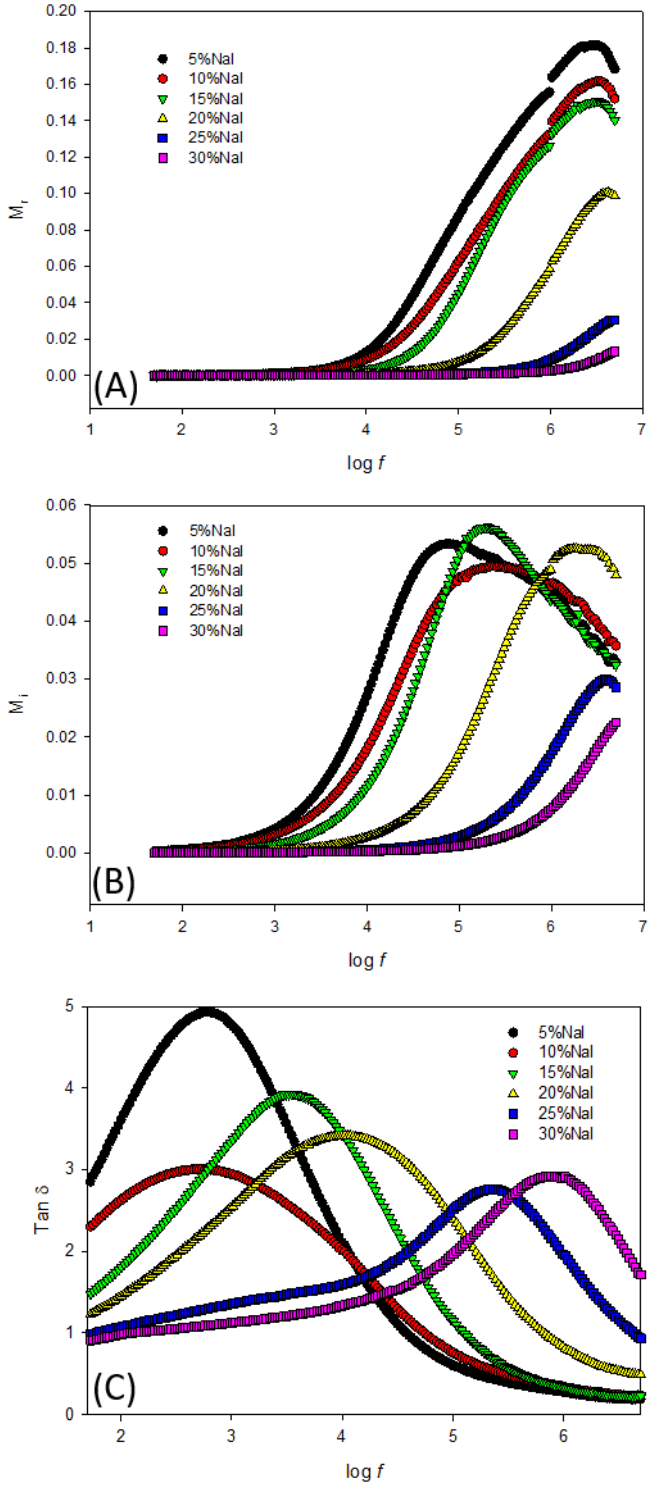 0.20
0.18
0.16
0.14
0.12
0.10
0.08
0.06
0.04
0.02
0.00
M_r
5%NaI
10%NaI
15%NaI
20%NaI
25%NaI
30%NaI
(A)
1 2 3 4 5 6 7
log f
0.06
0.05
0.04
0.03
0.02
0.01
0.00
M_i
5%NaI
10%NaI
15%NaI
20%NaI
25%NaI
30%NaI
(B)
1 2 3 4 5 6 7
log f
5
4
3
2
1
0
Tan δ
5%NaI
10%NaI
15%NaI
20%NaI
25%NaI
30%NaI
(C)
2 3 4 5 6
log f